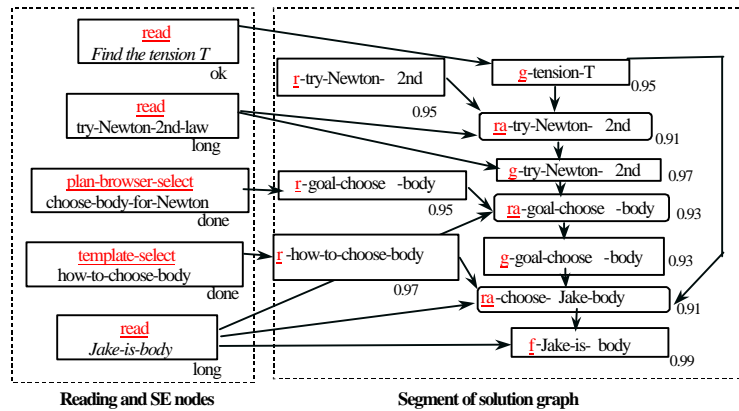 read
Find the tension T
ok
read
try-Newton-2nd-law
long
plan-browser-select
choose-body-for-Newton
done
template-select
how-to-choose-body
done
read
Jake-is-body
long
Reading and SE nodes
r-try-Newton- 2nd
0.95
g-tension-T
0.95
ra-try-Newton- 2nd
0.91
g-try-Newton- 2nd
0.97
r-goal-choose -body
0.95
ra-goal-choose -body
0.93
r -how-to-choose-body
0.97
g-goal-choose -body
0.93
ra-choose- Jake-body
0.91
f-Jake-is- body
0.99
Segment of solution graph